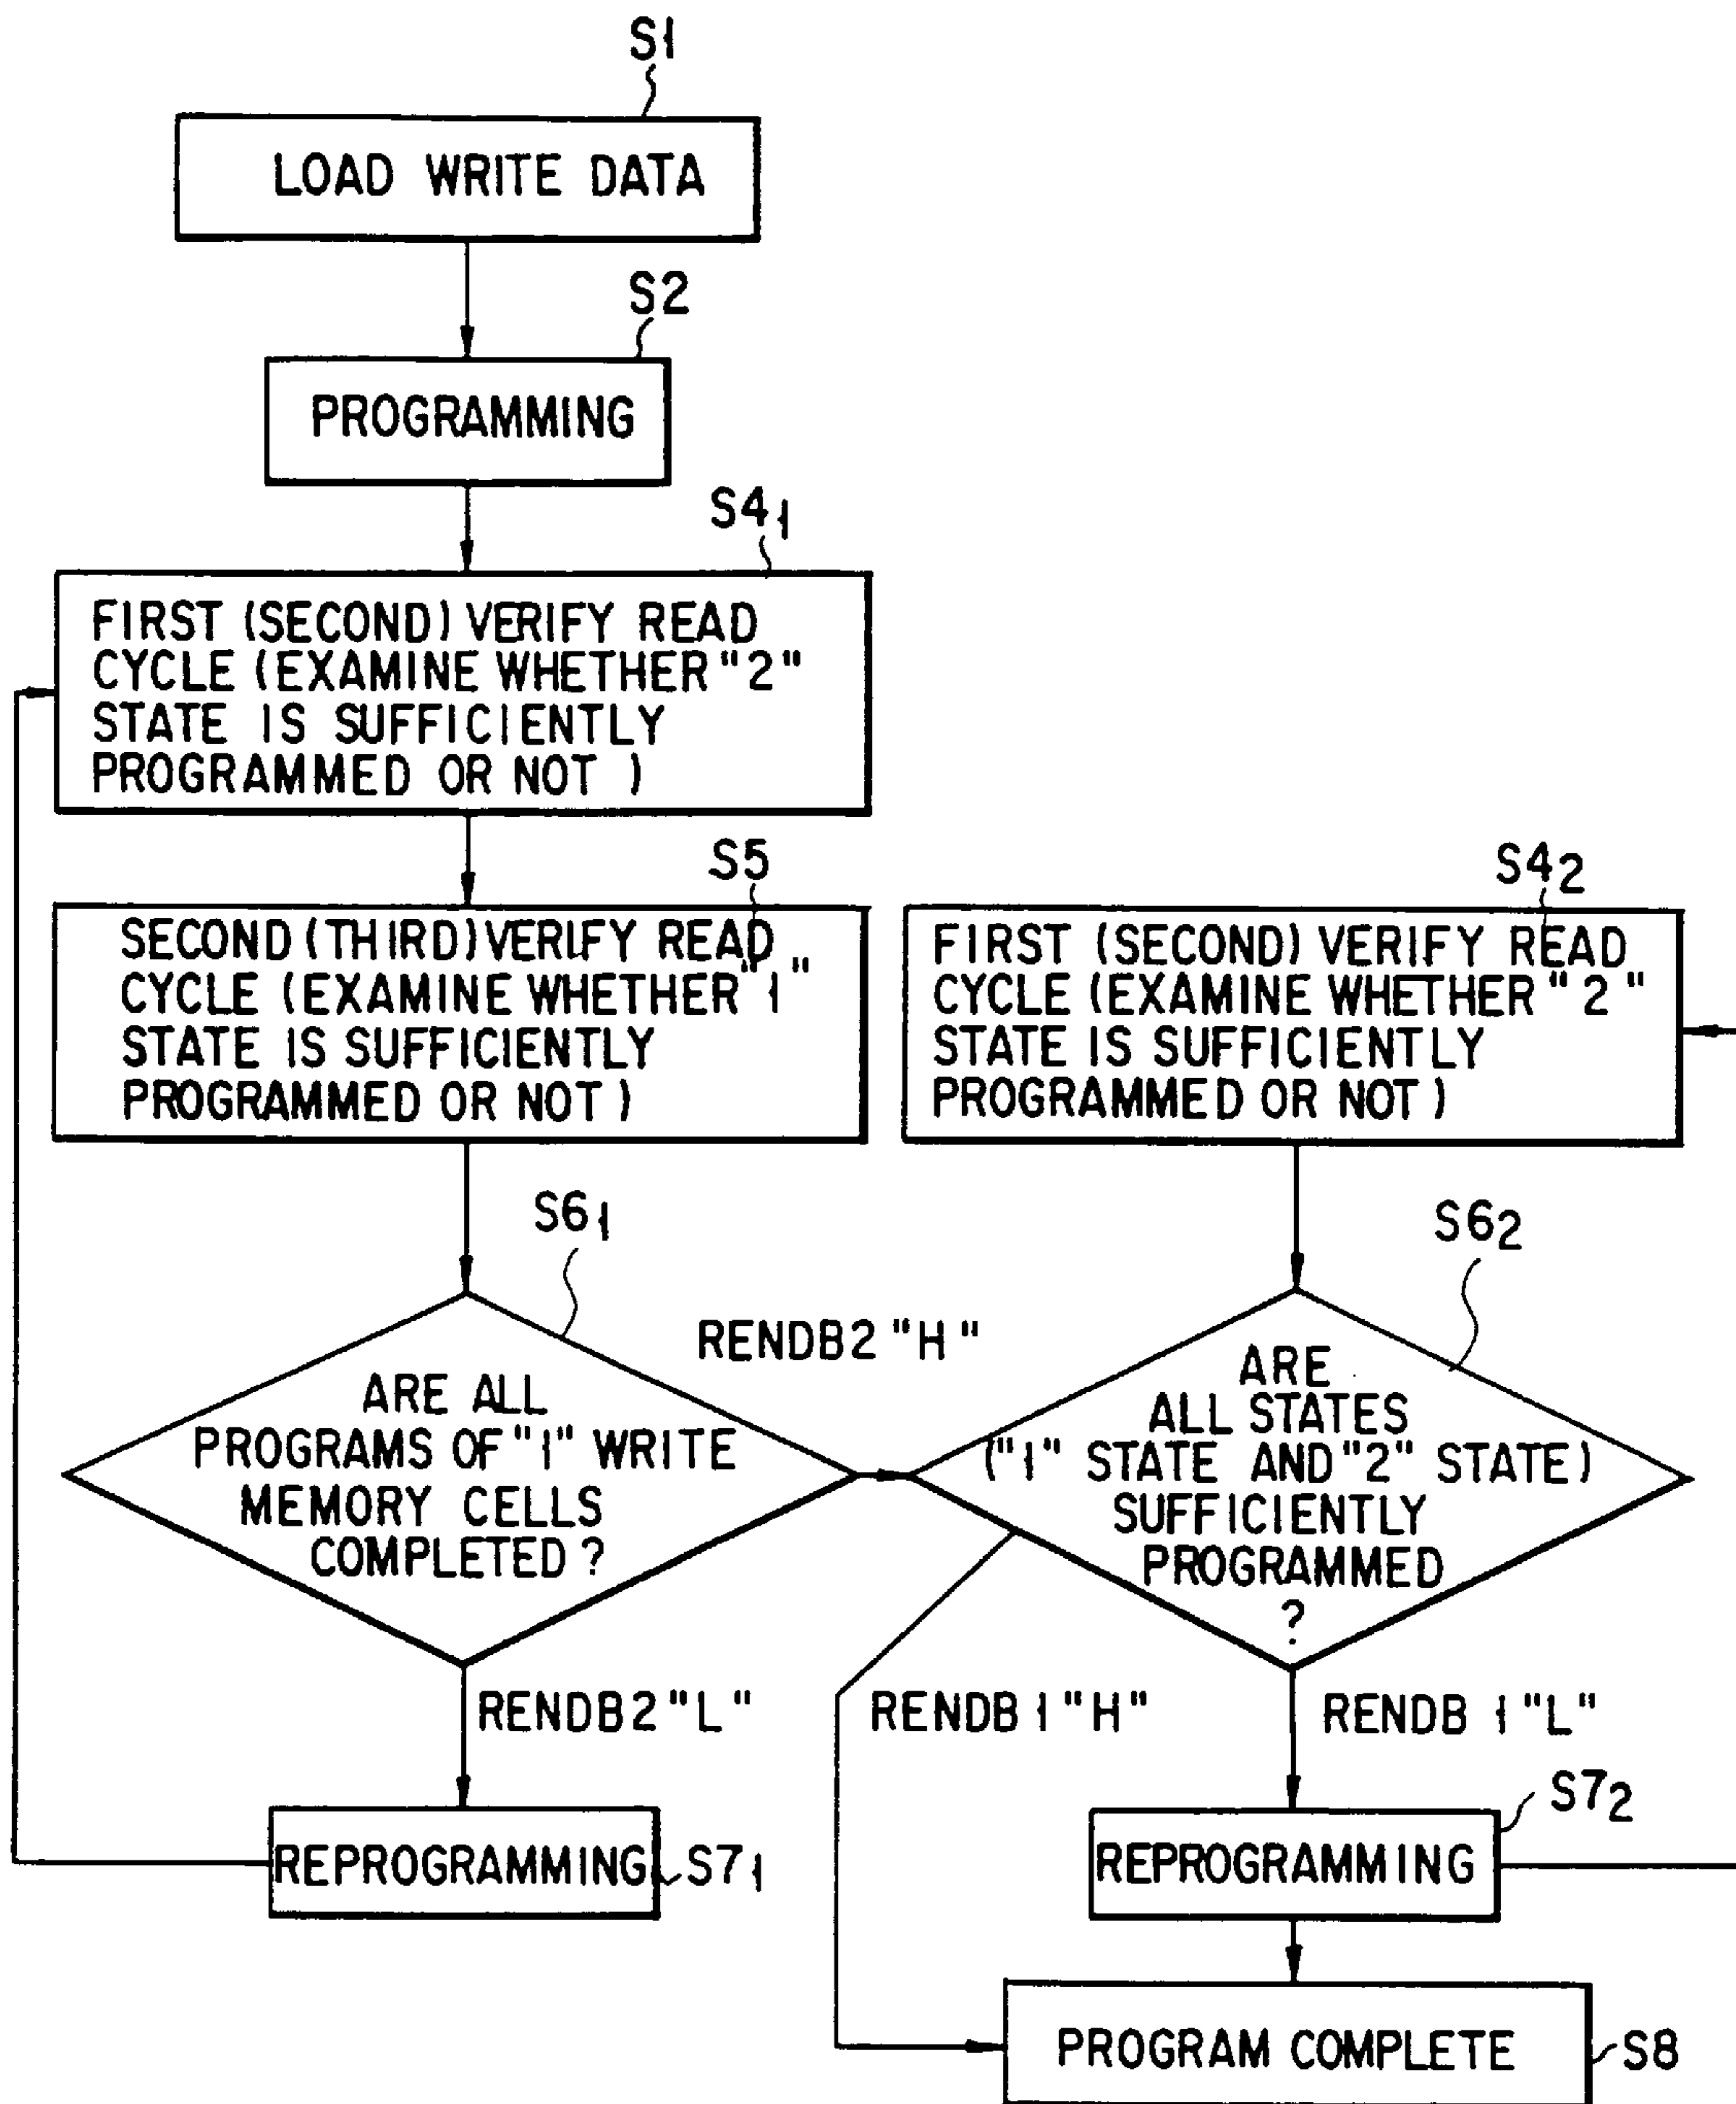 S1
LOAD WRITE DATA
S2
PROGRAMMING
S41
FIRST (SECOND) VERIFY READ
CYCLE (EXAMINE WHETHER "2"
STATE IS SUFFICIENTLY
PROGRAMMED OR NOT )
S5
SECOND (THIRD) VERIFY READ
CYCLE (EXAMINE WHETHER "1"
STATE IS SUFFICIENTLY
PROGRAMMED OR NOT )
S42
FIRST (SECOND) VERIFY READ
CYCLE (EXAMINE WHETHER "2"
STATE IS SUFFICIENTLY
PROGRAMMED OR NOT )
S61
ARE ALL
PROGRAMS OF "1" WRITE
MEMORY CELLS
COMPLETED ?
RENDB2 "H"
S62
ARE
ALL STATES
("1" STATE AND "2" STATE)
SUFFICIENTLY
PROGRAMMED
?
RENDB2 "L"
RENDB 1 "H"
RENDB 1 "L"
REPROGRAMMING
S71
REPROGRAMMING
S72
PROGRAM COMPLETE
S8